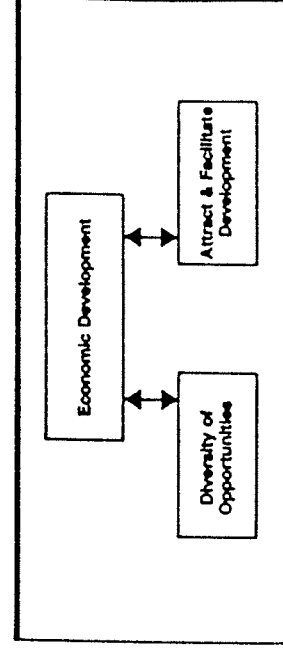 Economic Development
Diversity of
Opportunities
Attract & Facilitate
Development